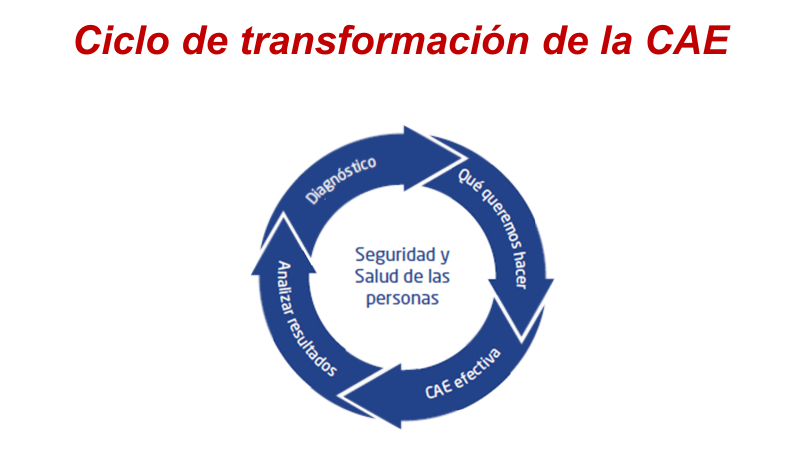 Ciclo de transformación de la CAE
Diagnóstico
Qué queremos hacer
Seguridad y
Salud de las
personas
Analizar resultados
CAE efectiva